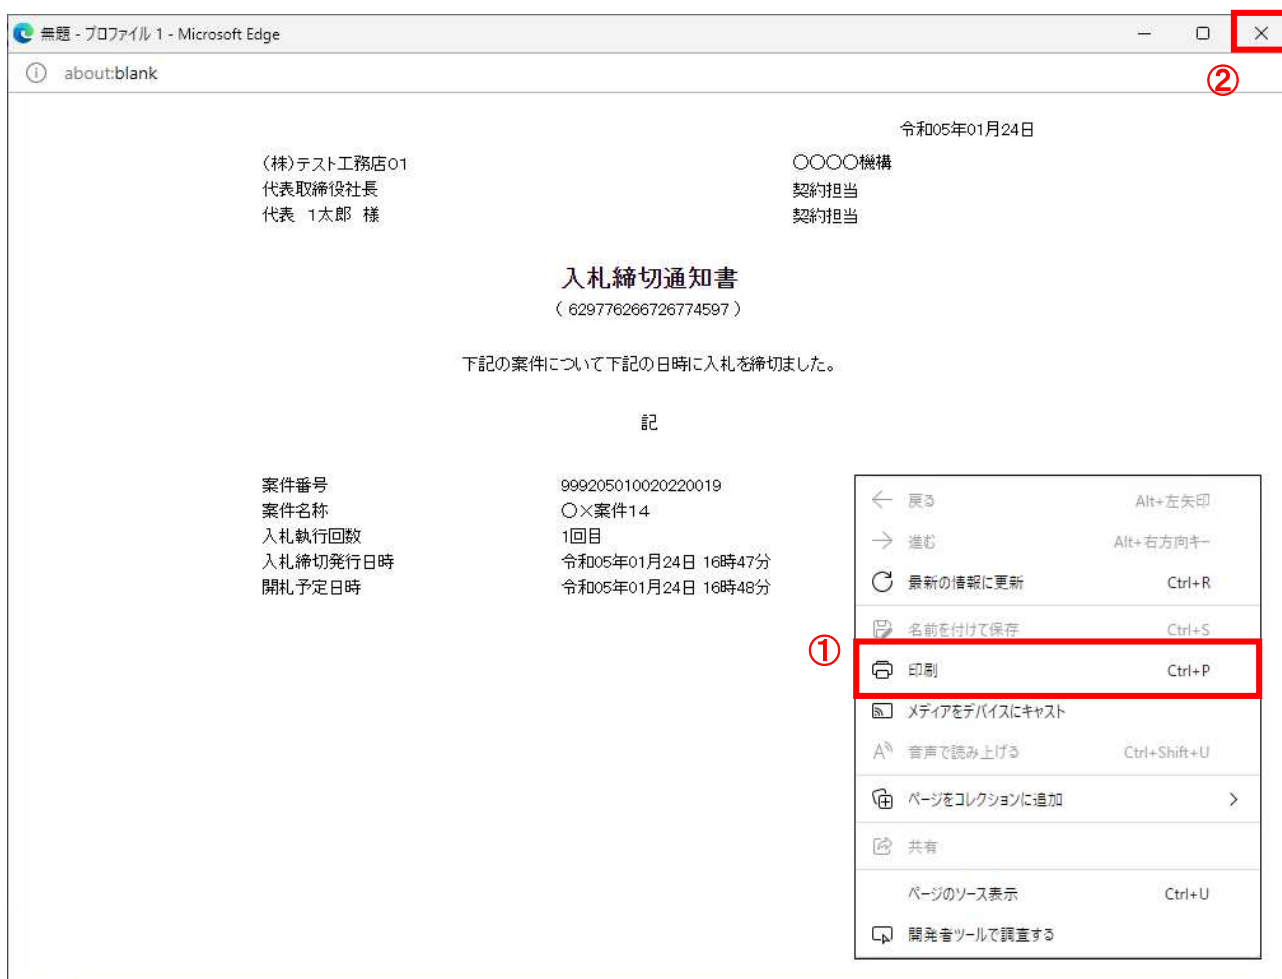 無題 - プロファイル 1 - Microsoft Edge
②
about:blank
令和05年01月24日
(株)テスト工務店01
〇〇〇〇機構
代表取締役社長
契約担当
代表 1太郎 様
契約担当
入札締切通知書
( 629776266726774597 )
下記の案件について下記の日時に入札を締切ました。
記
案件番号 999205010020220019
案件名称 〇×案件14
入札執行回数 1回目
入札締切発行日時 令和05年01月24日 16時47分
開札予定日時 令和05年01月24日 16時48分
戻る Alt+左矢印
進む Alt+右方向キー
最新の情報に更新 Ctrl+R
名前を付けて保存 Ctrl+S
①
印刷 Ctrl+P
メディアをデバイスにキャスト
音声で読み上げる Ctrl+Shift+U
ページをコレクションに追加
共有
ページのソース表示 Ctrl+U
開発者ツールで調査する